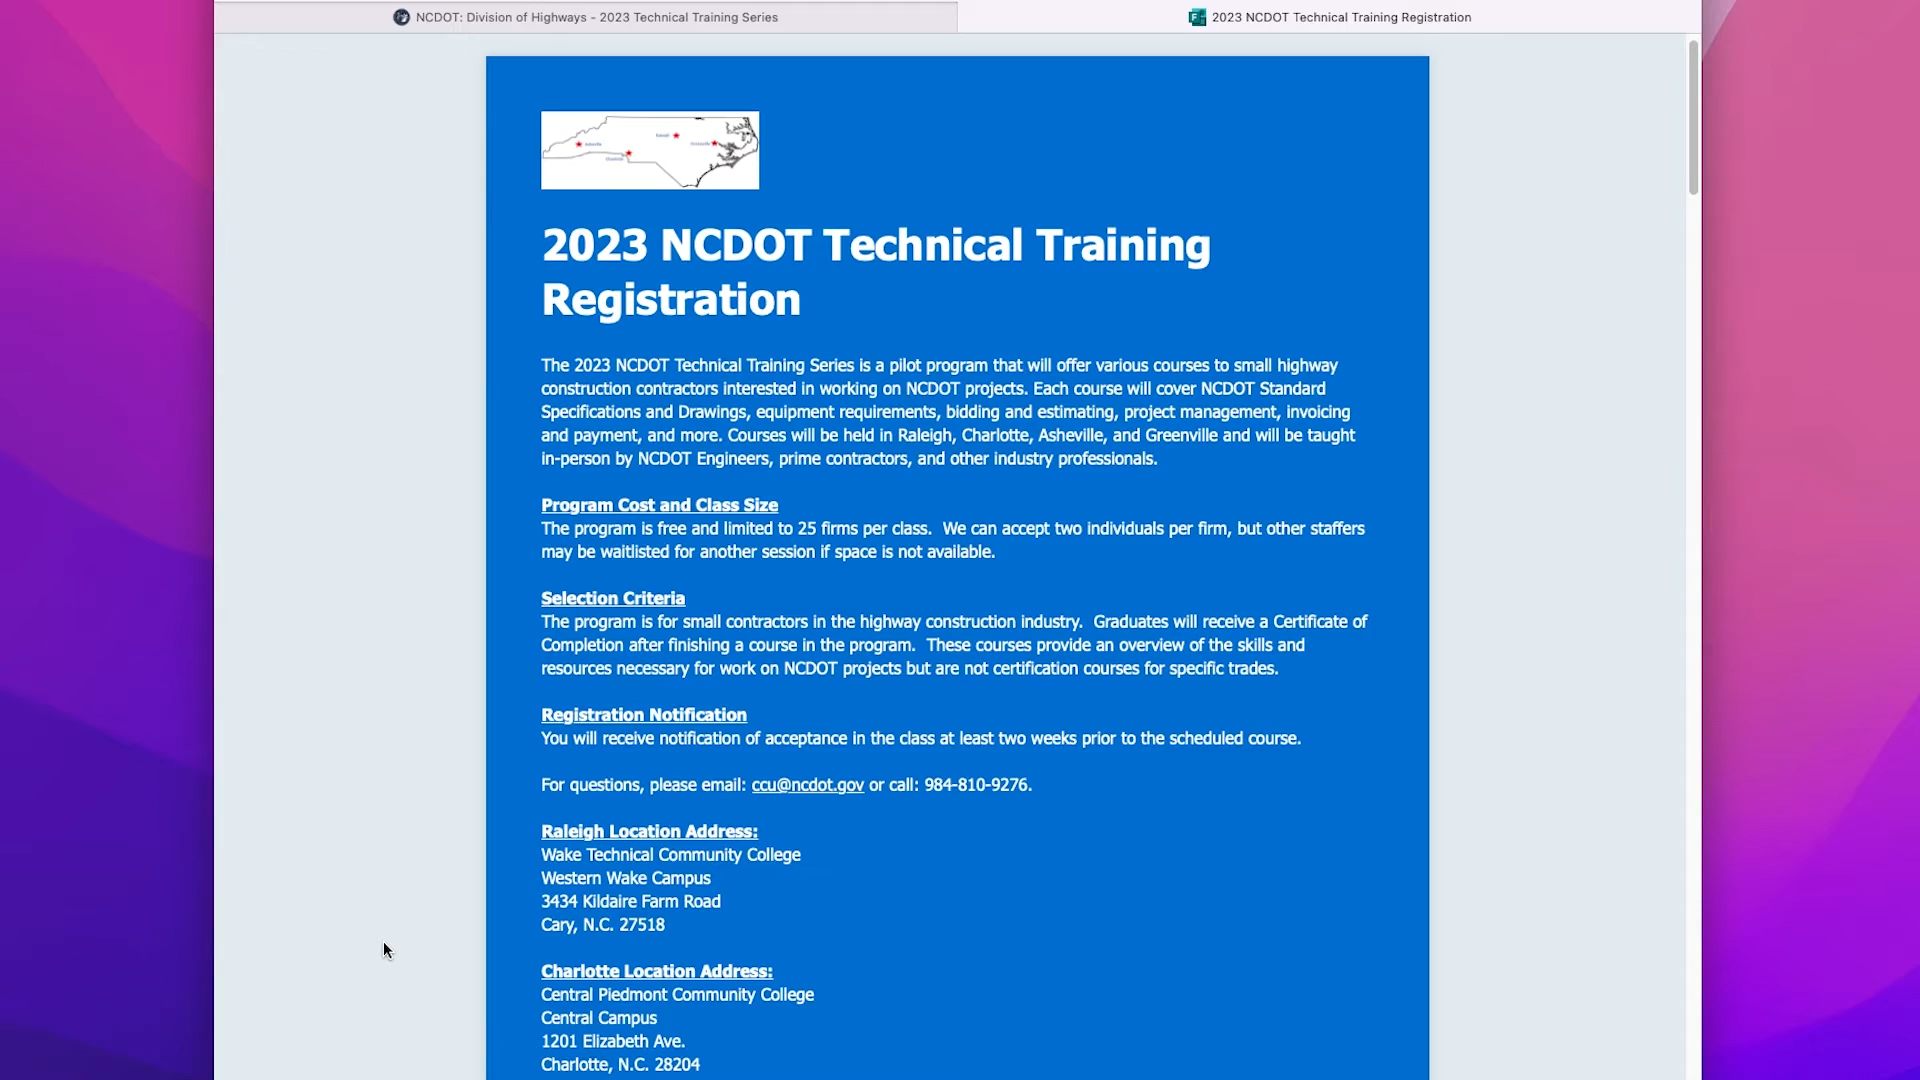 NCDOT: Division of Highways - 2023 Technical Training Series
2023 NCDOT Technical Training Registration
2023 NCDOT Technical Training
Registration
The 2023 NCDOT Technical Training Series is a pilot program that will offer various courses to small highway
construction contractors interested in working on NCDOT projects. Each course will cover NCDOT Standard
Specifications and Drawings, equipment requirements, bidding and estimating, project management, invoicing
and payment, and more. Courses will be held in Raleigh, Charlotte, Asheville, and Greenville and will be taught
in-person by NCDOT Engineers, prime contractors, and other industry professionals.
Program Cost and Class Size
The program is free and limited to 25 firms per class.  We can accept two individuals per firm, but other staffers
may be waitlisted for another session if space is not available.
Selection Criteria
The program is for small contractors in the highway construction industry.  Graduates will receive a Certificate of
Completion after finishing a course in the program.  These courses provide an overview of the skills and
resources necessary for work on NCDOT projects but are not certification courses for specific trades.
Registration Notification
You will receive notification of acceptance in the class at least two weeks prior to the scheduled course.
For questions, please email: ccu@ncdot.gov or call: 984-810-9276.
Raleigh Location Address:
Wake Technical Community College
Western Wake Campus
3434 Kildaire Farm Road
Cary, N.C. 27518
Charlotte Location Address:
Central Piedmont Community College
Central Campus
1201 Elizabeth Ave.
Charlotte, N.C. 28204